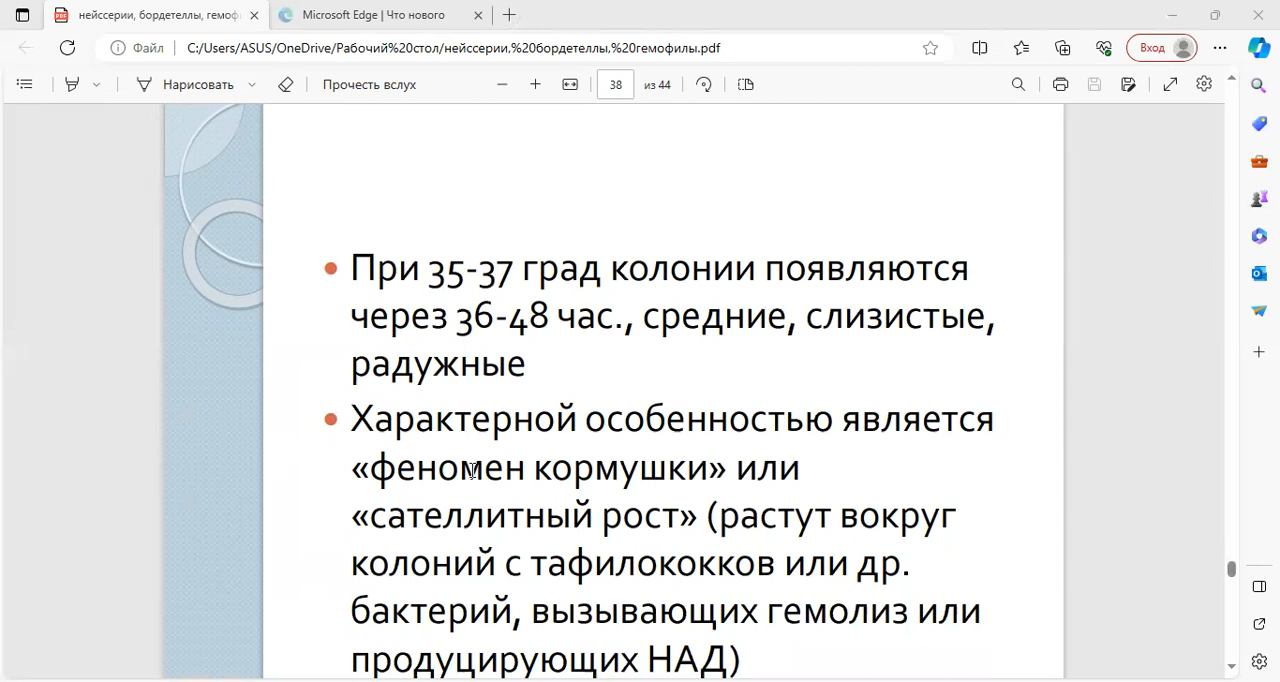 нейссерии, бордетеллы, гемоф
Microsoft Edge | Что нового
Файл
C:/Users/ASUS/OneDrive/Рабочий%20стол/нейссерии,%20бордетеллы,%20гемофилы.pdf
Вход
Нарисовать
Прочесть вслух
38
из 44
При 35-37 град колонии появляются
через 36-48 час., средние, слизистые,
радужные
Характерной особенностью является
«феномен кормушки» или
«сателлитный рост» (растут вокруг
колоний с тафилококков или др.
бактерий, вызывающих гемолиз или
продуцирующих НАД)